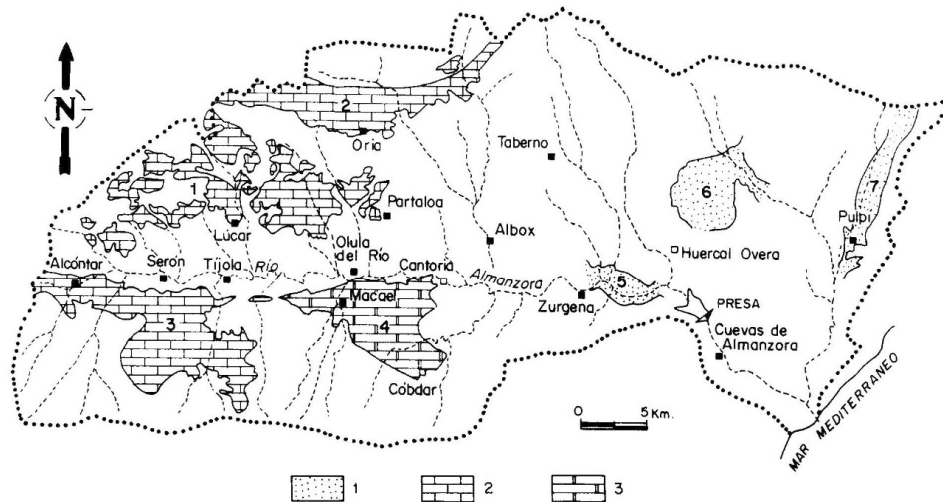 N
2
Oria
Taberno
6
7
1
Partaloa
Pulpí
Lúcar
Albox
Olula
del Río
Huercal Overa
Alcóntar
Serón
Tíjola
Río
Cantoria
Almanzora
5
Macael
Zurgena
PRESA
3
4
Cuevas de
Almanzora
Cóbdar
0 5 Km.
MAR MEDITERRANEO
1 2 3